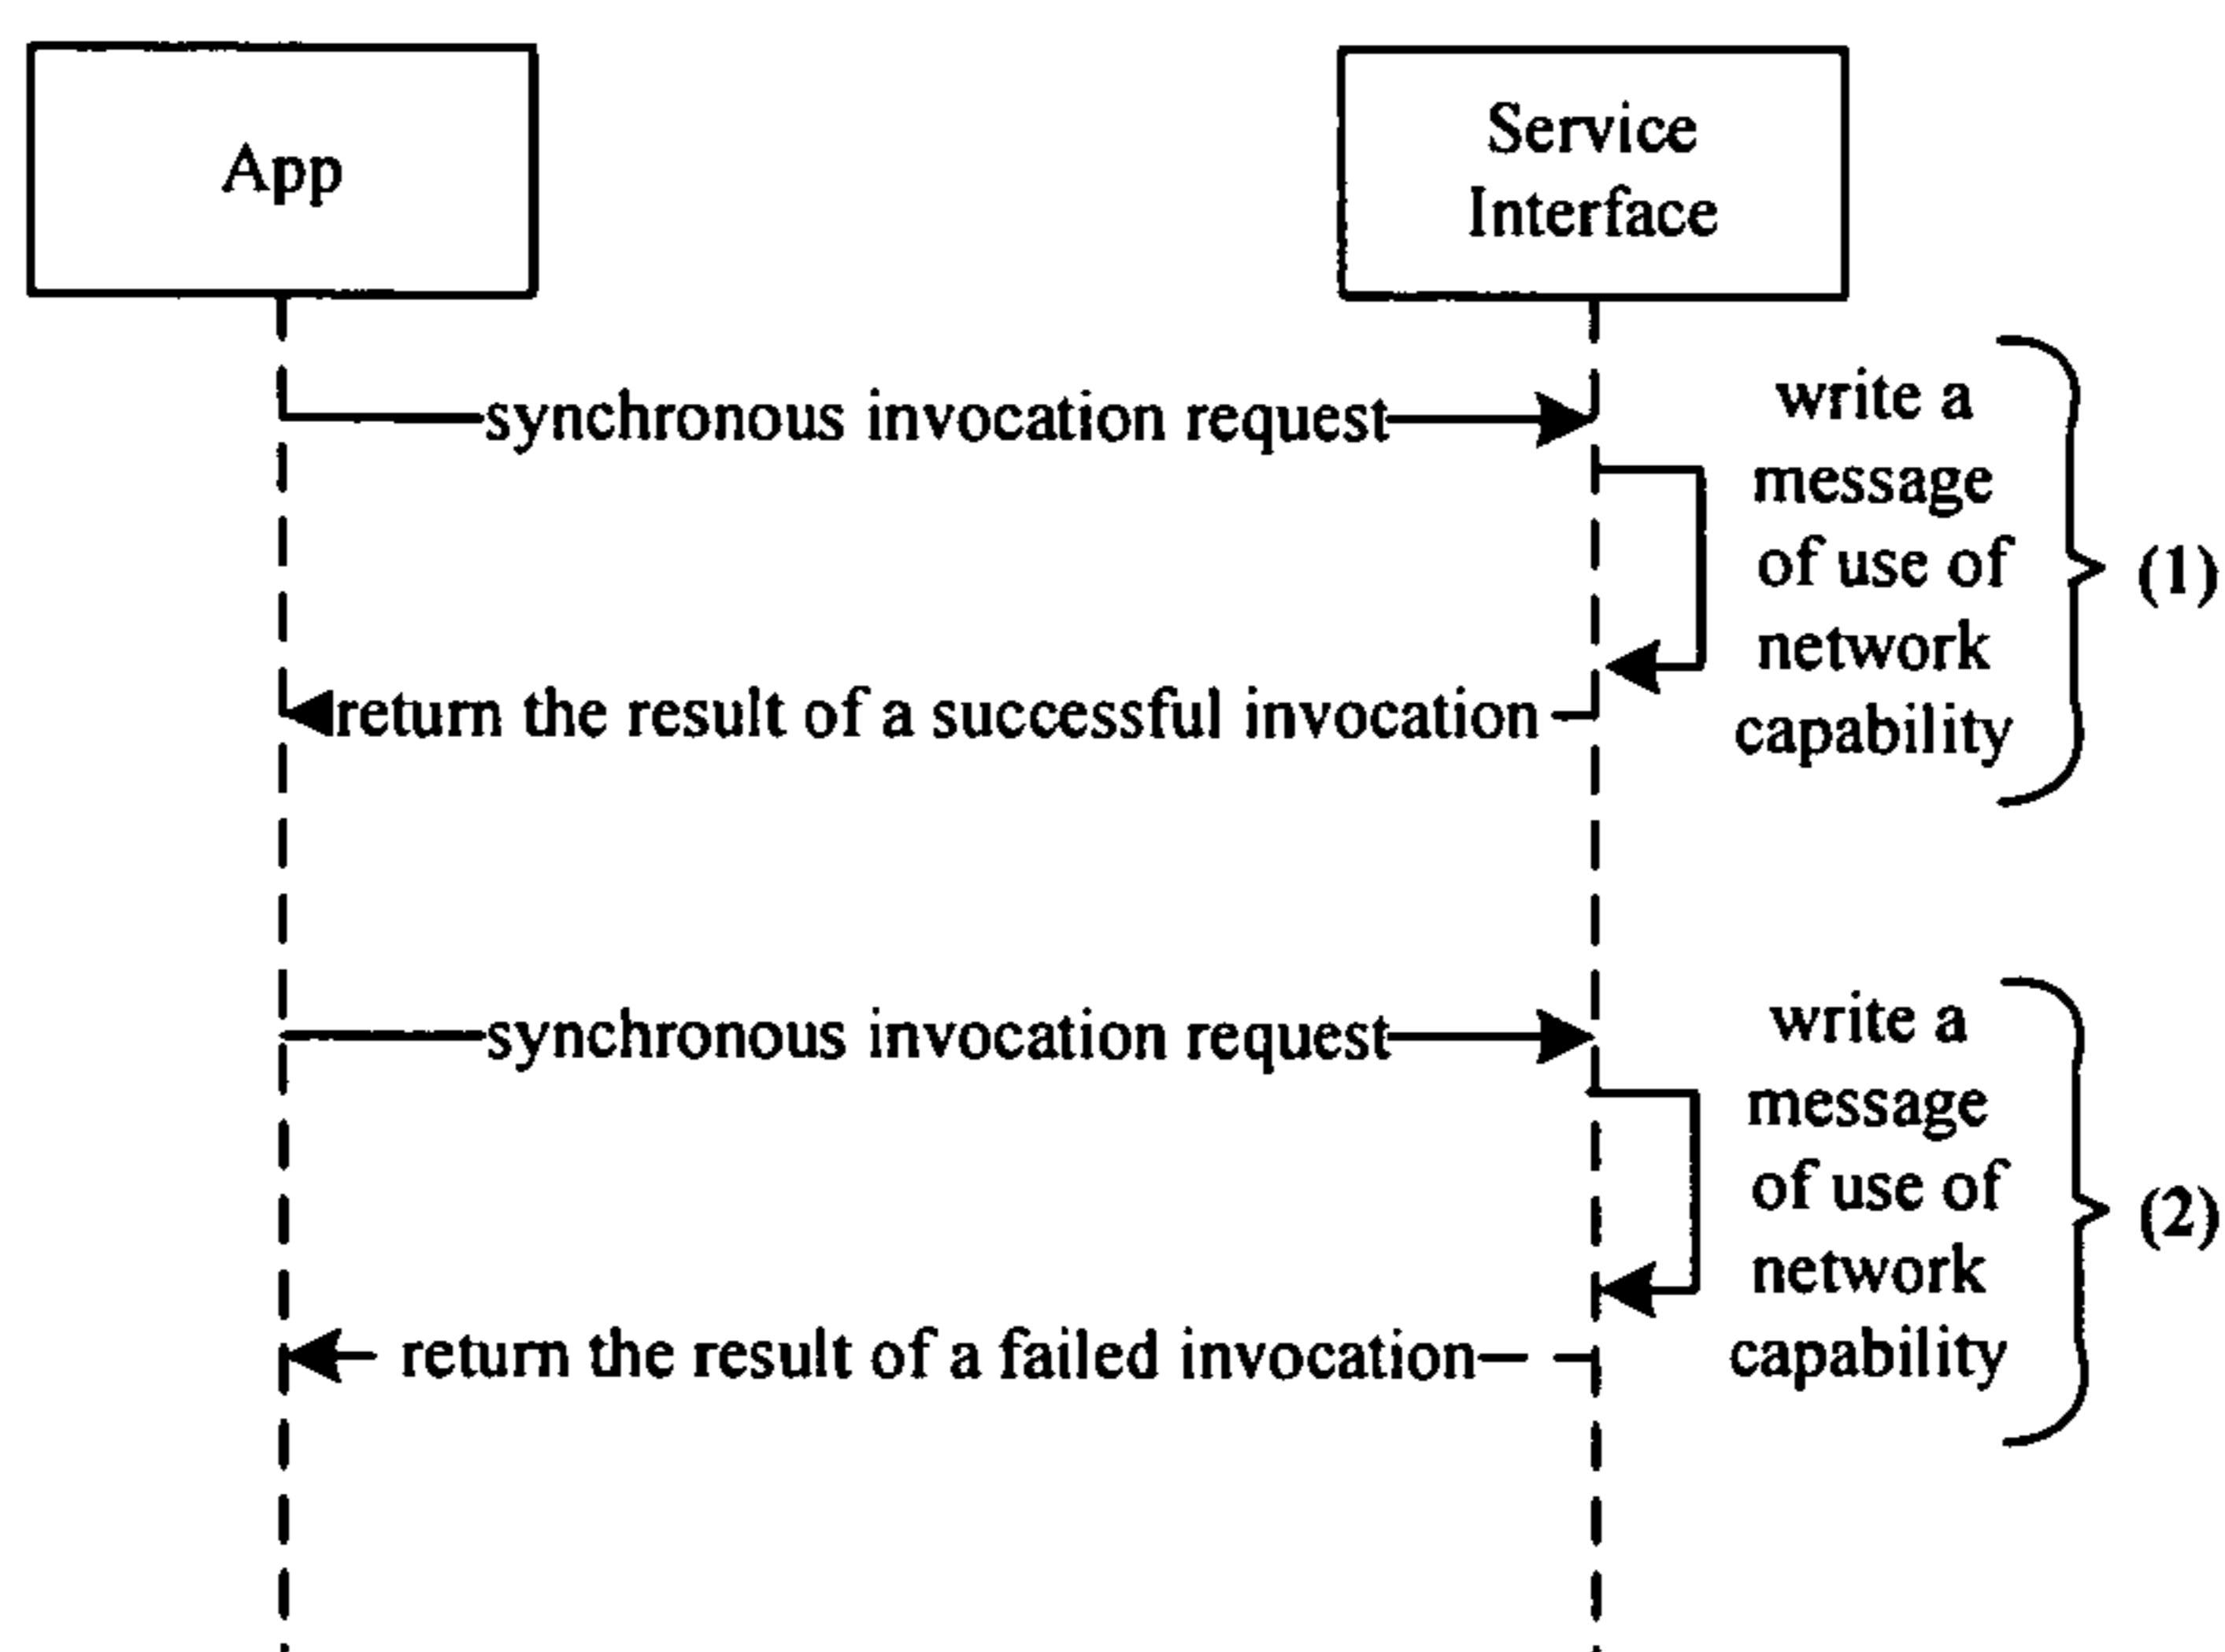 App
Service
Interface
synchronous invocation request
write a
message
of use of
network
capability
(1)
return the result of a successful invocation
synchronous invocation request
write a
message
of use of
network
capability
(2)
return the result of a failed invocation